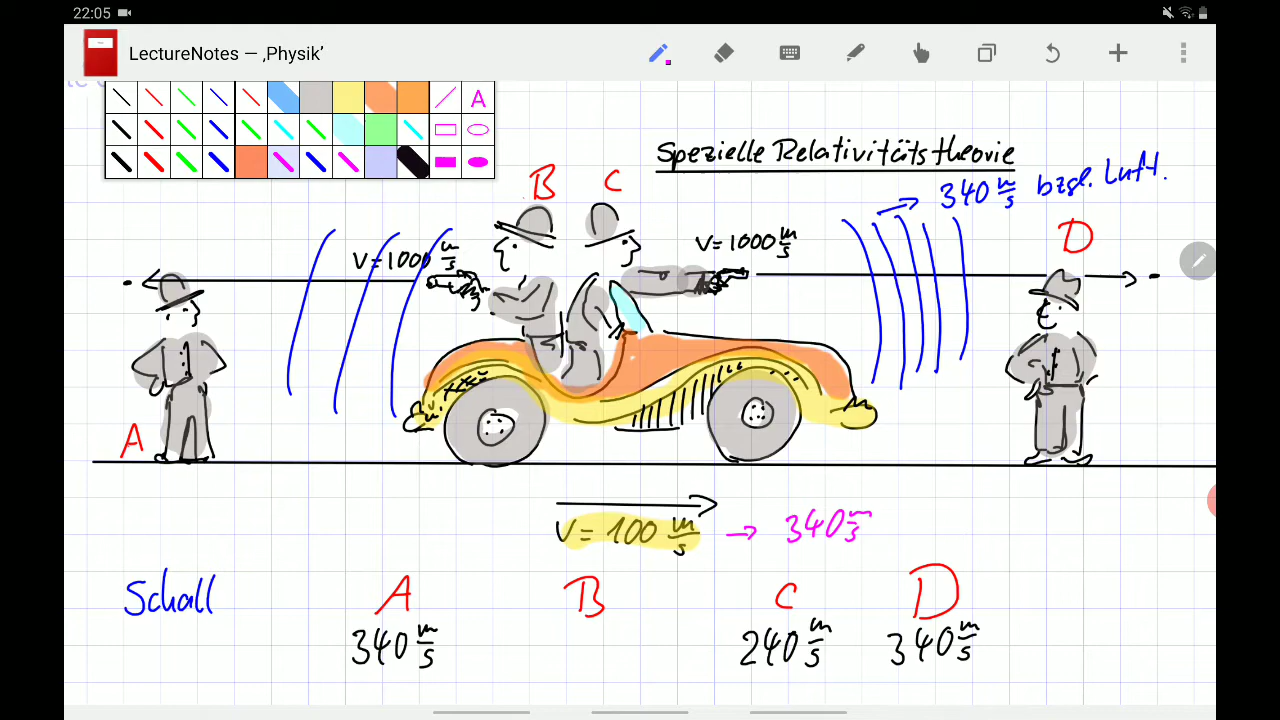 22:05
LectureNotes — ‚Physik’
A
Spezielle Relativitätstheorie
340 m/s bzgl. Luft.
B C
D
V=1000 m/s
V=1000 m/s
A
V = 100 m/s → 340 m/s
Schall A B C D
340 m/s 240 m/s 340 m/s